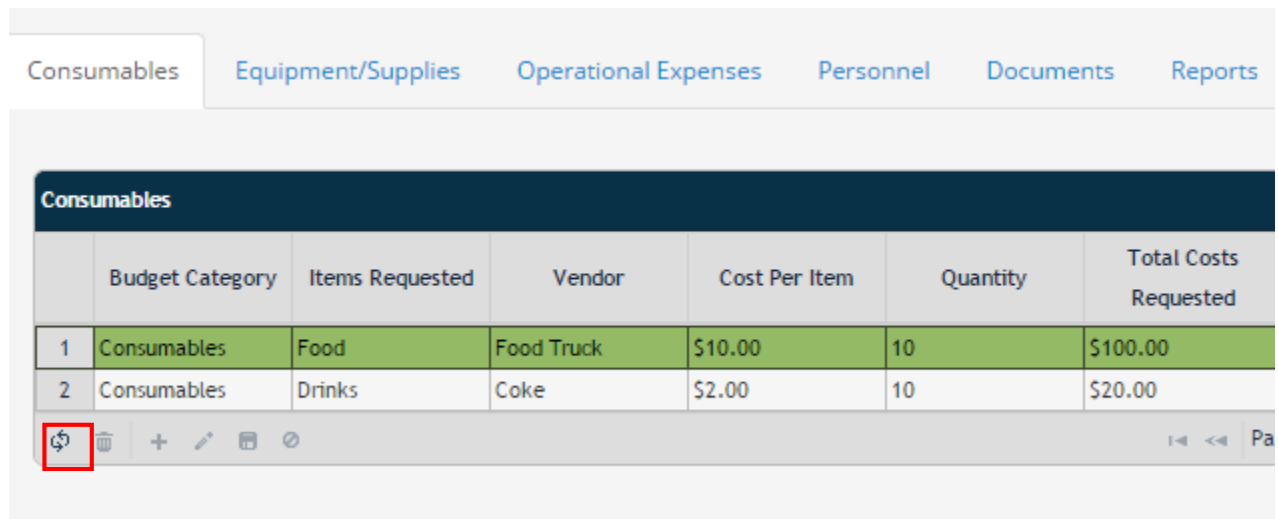 Consumables Equipment/Supplies Operational Expenses Personnel Documents Reports
Consumables
Budget Category Items Requested Vendor Cost Per Item Quantity Total Costs Requested
1 Consumables Food Food Truck $10.00 10 $100.00
2 Consumables Drinks Coke $2.00 10 $20.00
Pa